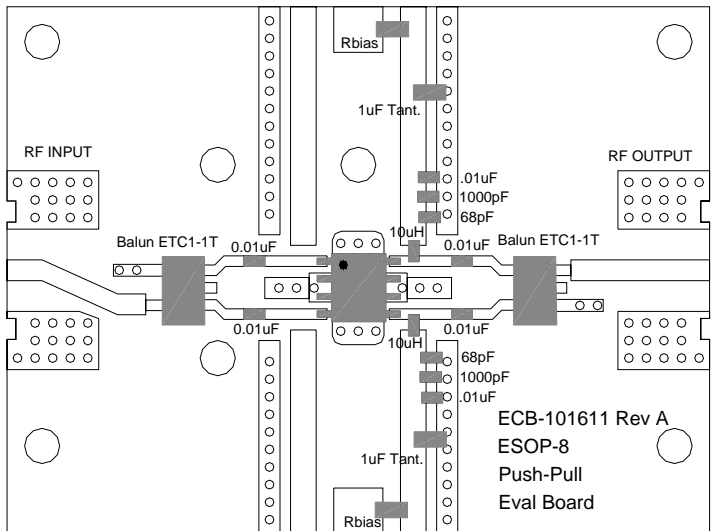 Rbias
1uF Tant.
RF INPUT
RF OUTPUT
.01uF
1000pF
68pF
10uH
Balun ETC1-1T
0.01uF
0.01uF
Balun ETC1-1T
0.01uF
0.01uF
10uH
68pF
1000pF
.01uF
ECB-101611 Rev A
ESOP-8
1uF Tant.
Push-Pull
Eval Board
Rbias